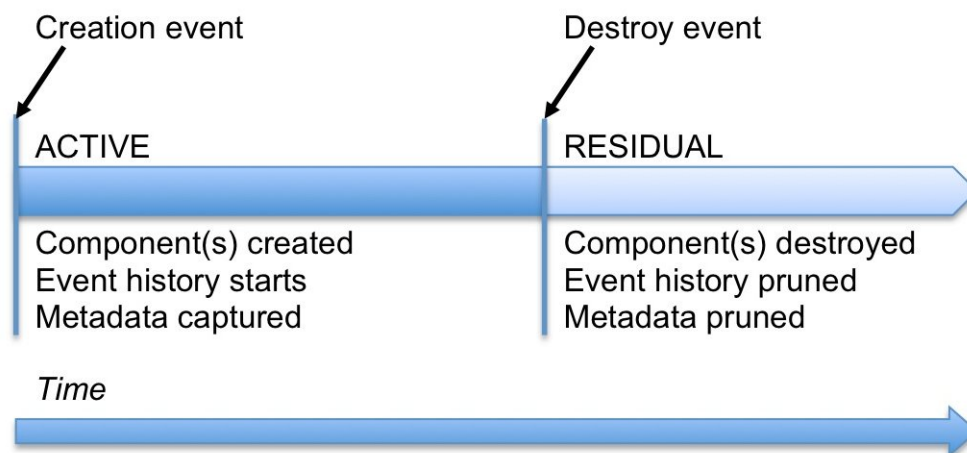 Creation event
Destroy event
ACTIVE
RESIDUAL
Component(s) created
Event history starts
Metadata captured
Component(s) destroyed
Event history pruned
Metadata pruned
Time